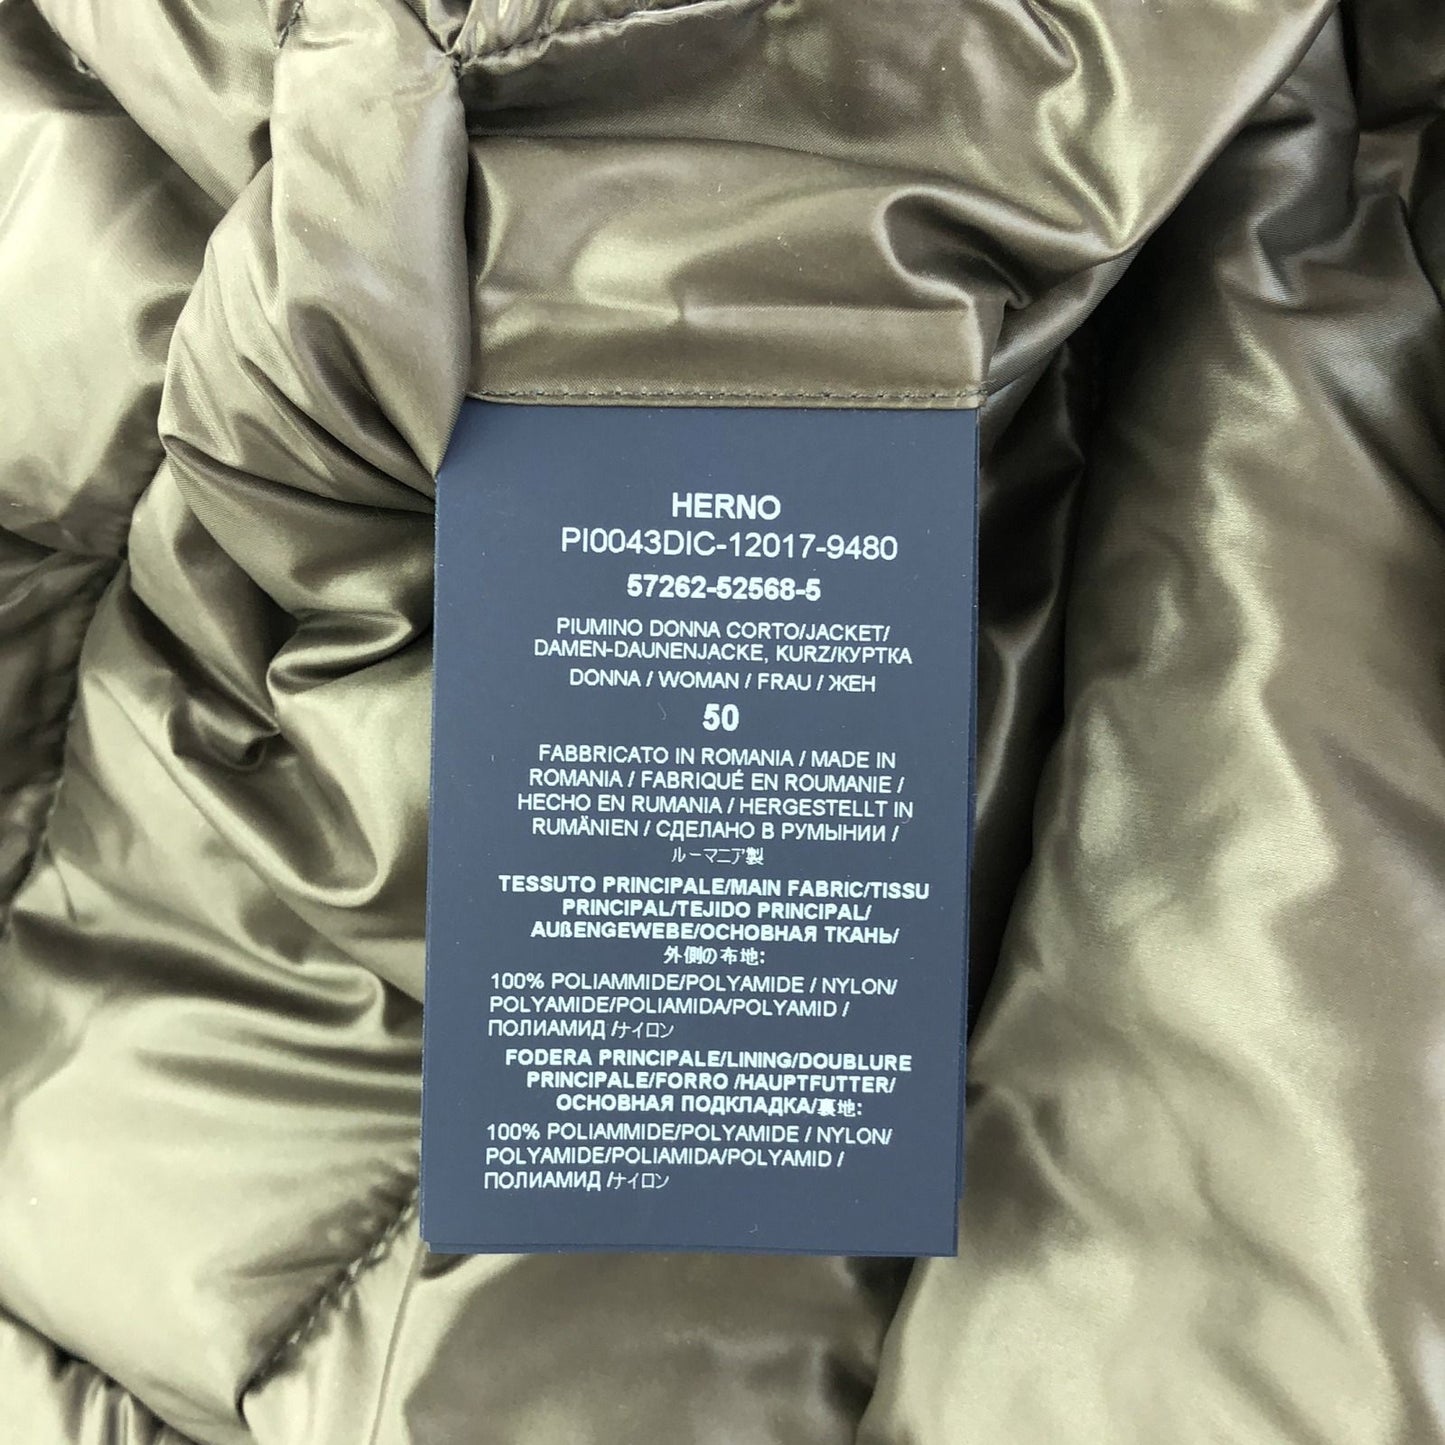 HERNO
PI0043DIC-12017-9480
57262-52568-5
PIUMINO DONNA CORTO/JACKET/
DAMEN-DAUNENJACKE, KURZ/КУРТКА
DONNA / WOMAN / FRAU / ЖЕН
50
FABBRICATO IN ROMANIA / MADE IN
ROMANIA / FABRIQUÉ EN ROUMANIE /
HECHO EN RUMANIA / HERGESTELLT IN
RUMÄNIEN / СДЕЛАНО В РУМЫНИИ /
ルーマニア製
TESSUTO PRINCIPALE/MAIN FABRIC/TISSU
PRINCIPAL/TEJIDO PRINCIPAL/
AUßENGEWEBE/ОСНОВНАЯ ТКАНЬ/
外側の布地:
100% POLIAMMIDE/POLYAMIDE / NYLON/
POLYAMIDE/POLIAMIDA/POLYAMID /
ПОЛИАМИД /ナイロン
FODERA PRINCIPALE/LINING/DOUBLURE
PRINCIPALE/FORRO /HAUPTFUTTER/
ОСНОВНАЯ ПОДКЛАДКА/裏地:
100% POLIAMMIDE/POLYAMIDE / NYLON/
POLYAMIDE/POLIAMIDA/POLYAMID /
ПОЛИАМИД /ナイロン